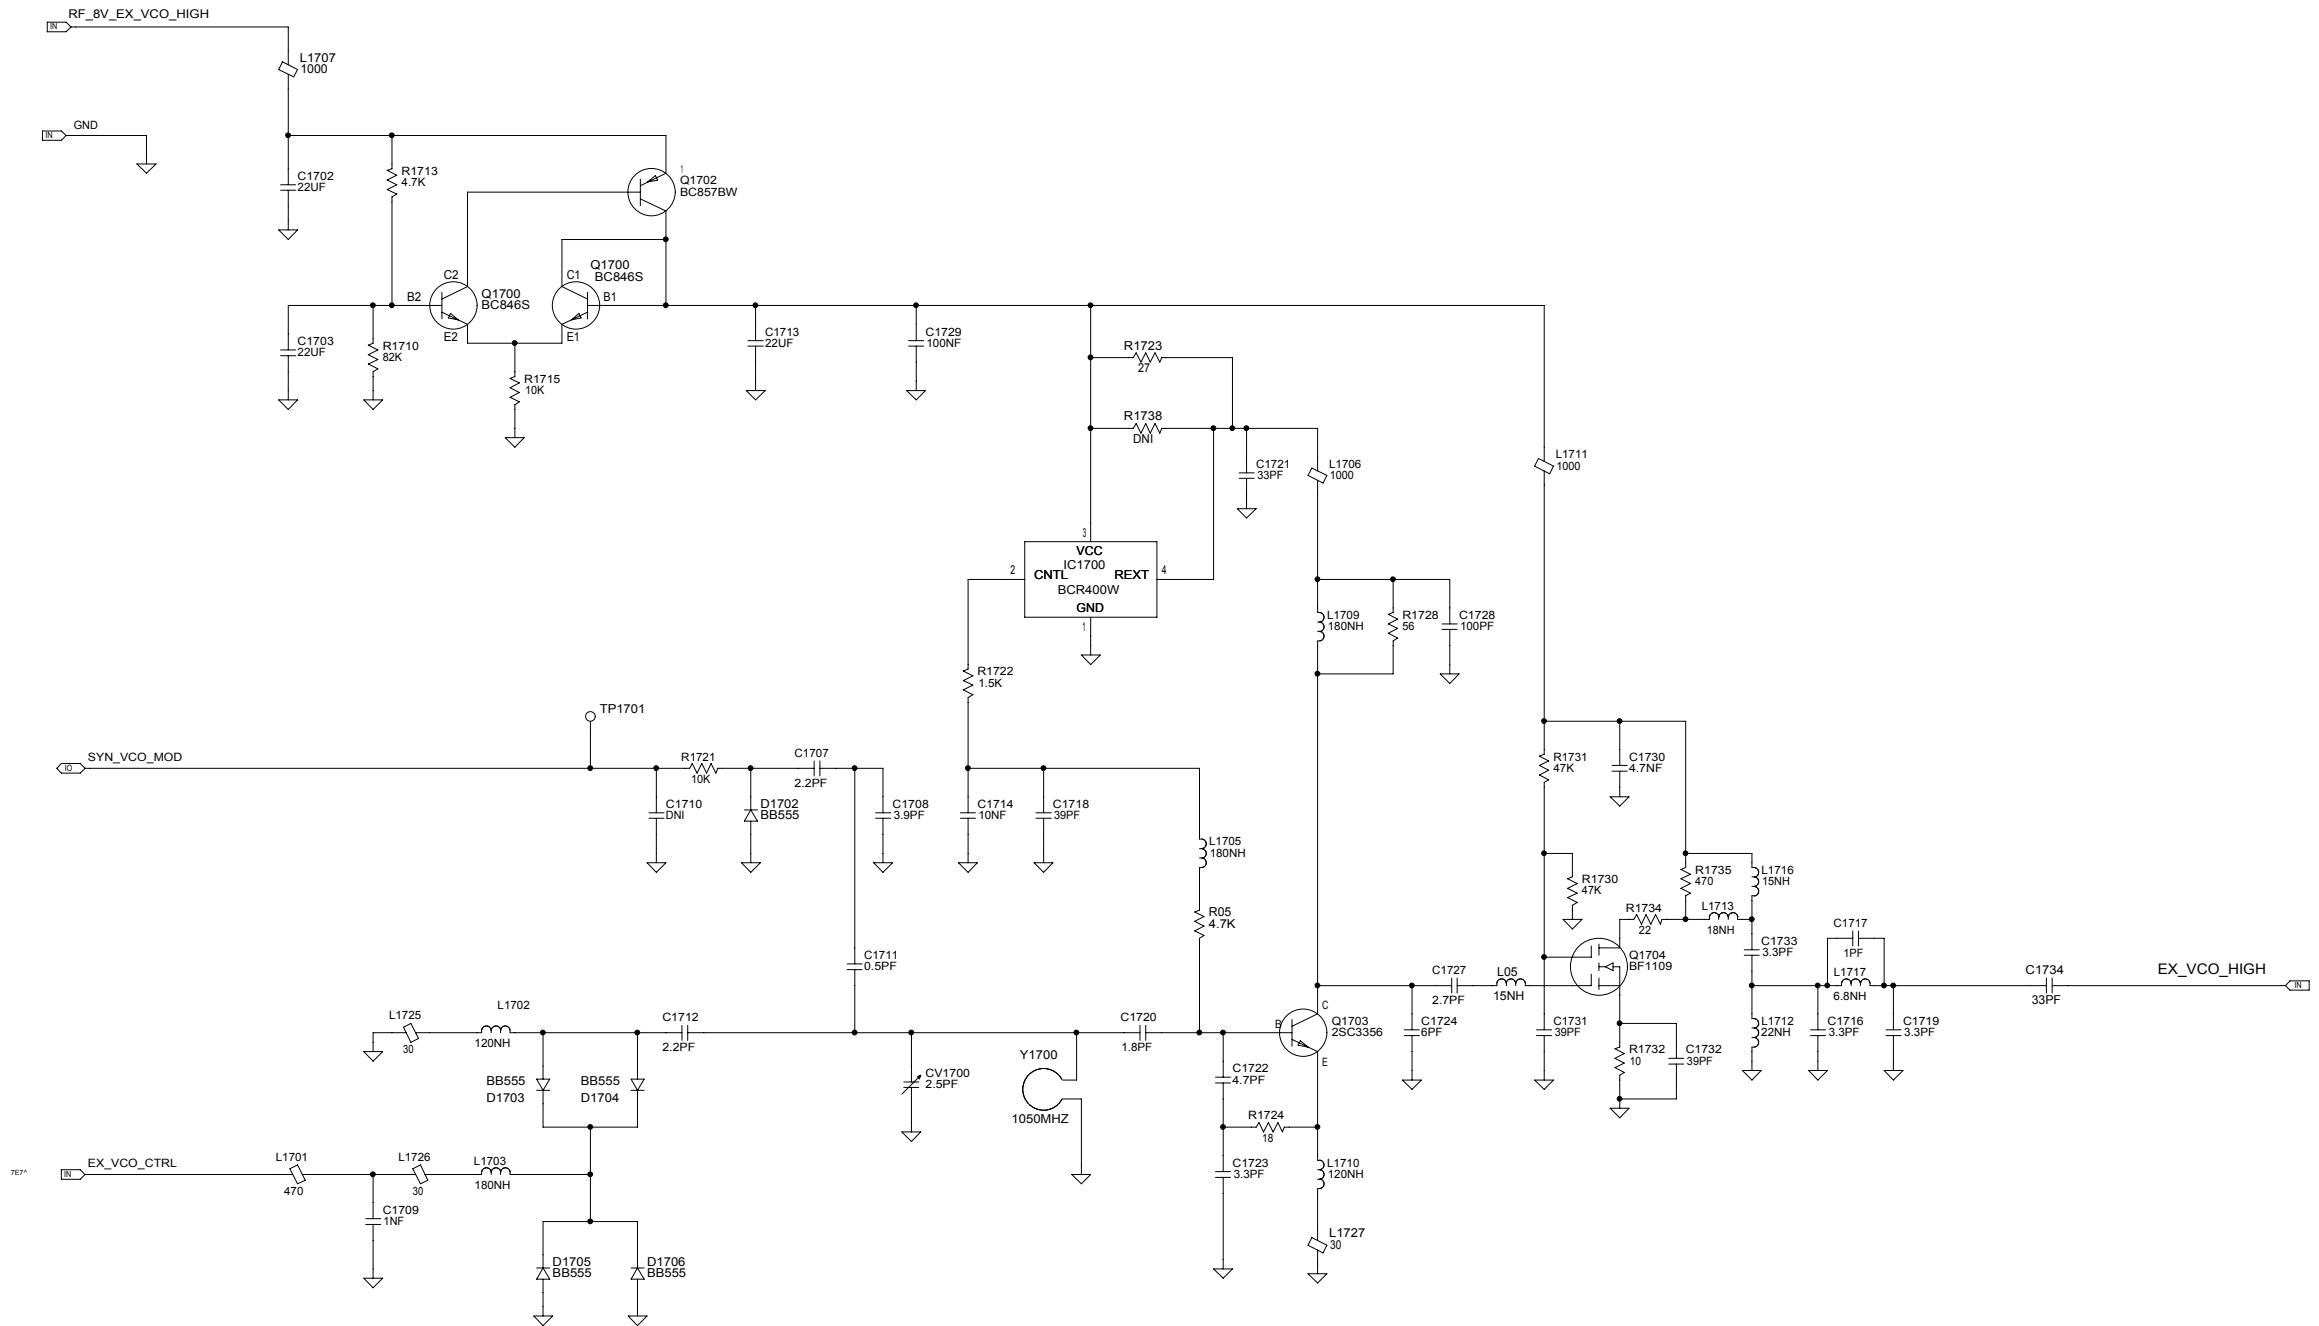 RF_8V_EX_VCO_HIGH
IN
L1707
1000
GND
IN
C1702
22UF
R1713
4.7K
1
Q1702
BC857BW
C2
Q1700
BC846S
B2
E2
Q1700
BC846S
C1
B1
E1
C1703
22UF
R1710
82K
R1715
10K
C1713
22UF
C1729
100NF
R1723
27
R1738
DNI
C1721
33PF
L1706
1000
L1711
1000
3
VCC
IC1700
2
CNTL
REXT
4
BCR400W
GND
1
L1709
180NH
R1728
56
C1728
100PF
R1722
1.5K
TP1701
SYN_VCO_MOD
IO
R1721
10K
C1707
2.2PF
C1710
DNI
D1702
BB555
C1708
3.9PF
C1714
10NF
C1718
39PF
L1705
180NH
R1731
47K
C1730
4.7NF
R1730
47K
R1735
470
L1716
15NH
R05
4.7K
R1734
22
L1713
18NH
C1717
1PF
C1711
0.5PF
Q1704
BF1109
C1733
3.3PF
C1727
2.7PF
L05
15NH
L1717
6.8NH
C1734
33PF
EX_VCO_HIGH
IN
L1725
30
L1702
120NH
C1712
2.2PF
C1720
1.8PF
C
B
Q1703
2SC3356
E
C1724
6PF
C1731
39PF
R1732
10
C1732
39PF
L1712
22NH
C1716
3.3PF
C1719
3.3PF
BB555
D1703
BB555
D1704
CV1700
2.5PF
Y1700
1050MHZ
C1722
4.7PF
R1724
18
7E7^
IN
EX_VCO_CTRL
L1701
470
L1726
30
L1703
180NH
C1723
3.3PF
L1710
120NH
C1709
1NF
D1705
BB555
D1706
BB555
L1727
30